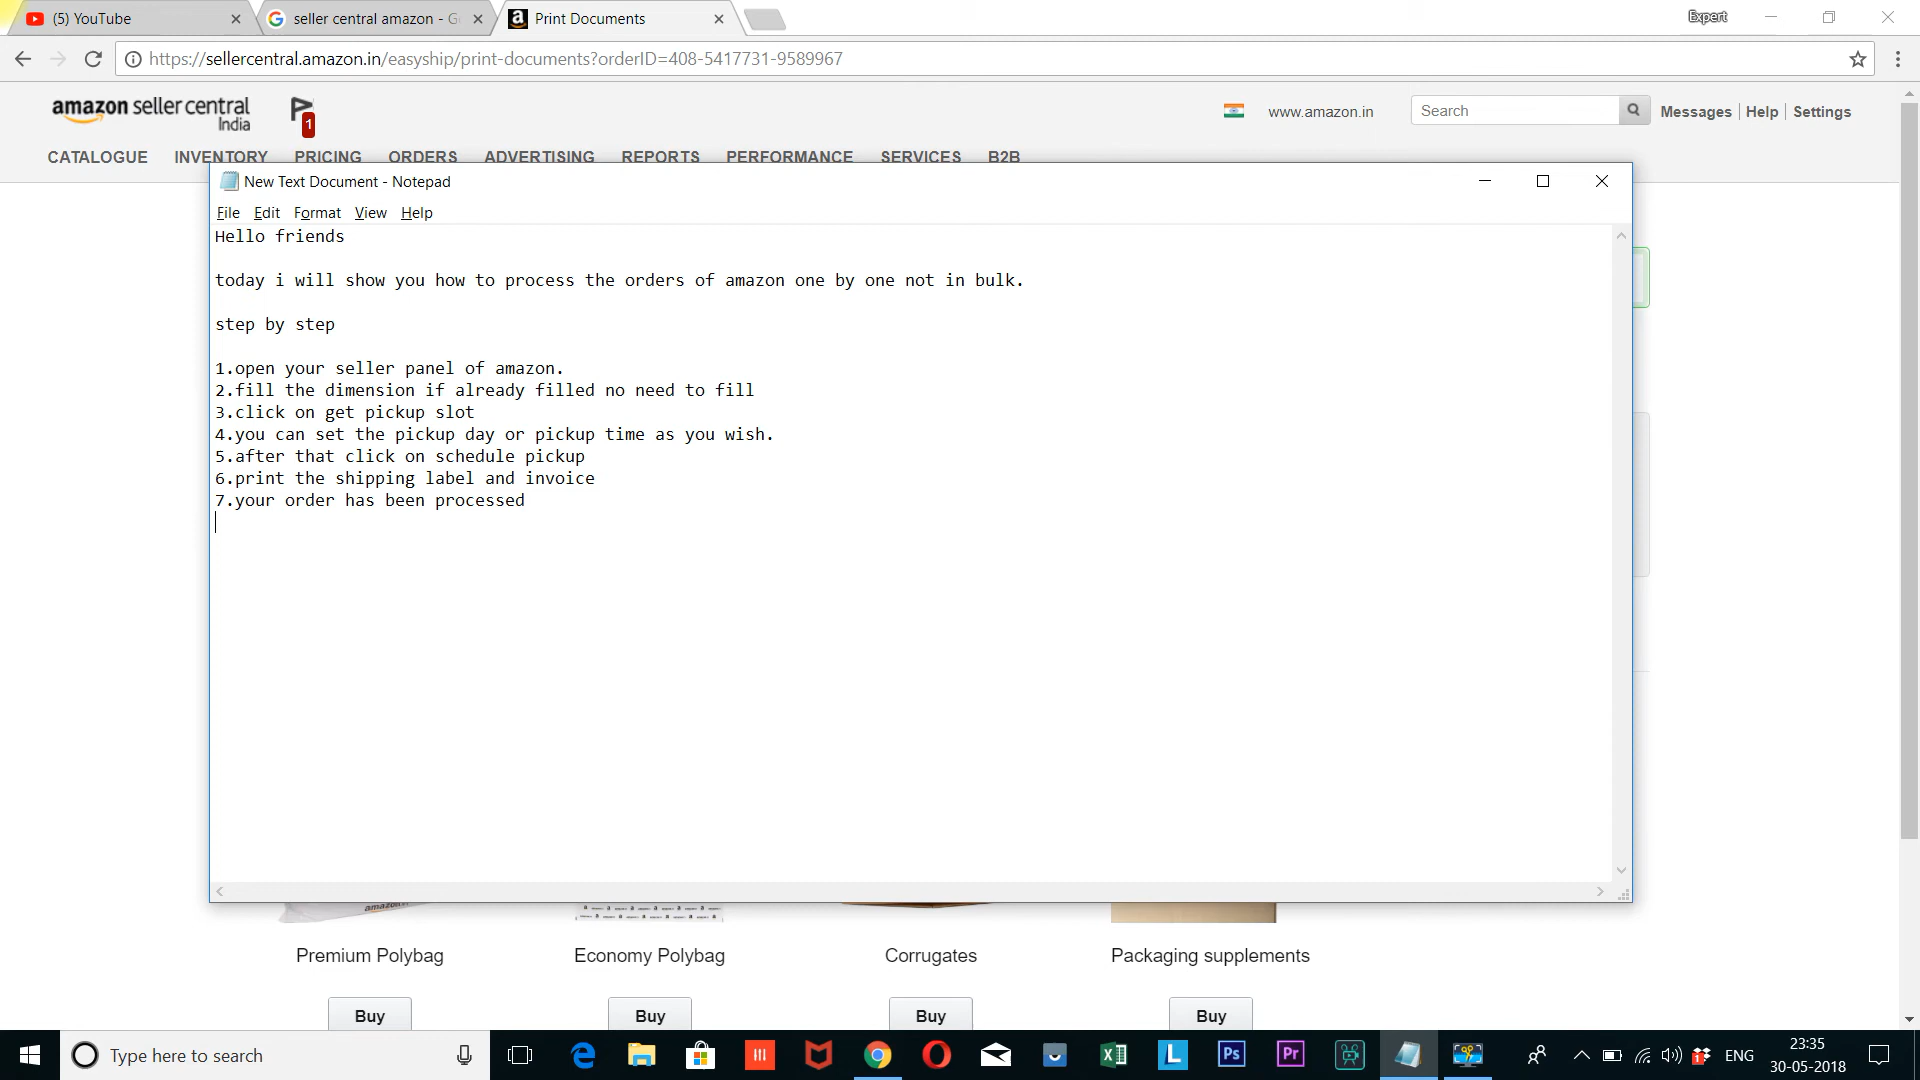 (5) YouTube
seller central amazon - G
Print Documents
Expert
https://sellercentral.amazon.in/easyship/print-documents?orderID=408-5417731-9589967
amazon seller central
India
1
www.amazon.in
Search
Messages
Help
Settings
CATALOGUE INVENTORY PRICING ORDERS ADVERTISING REPORTS PERFORMANCE SERVICES B2B
New Text Document - Notepad
File Edit Format View Help
Hello friends
today i will show you how to process the orders of amazon one by one not in bulk.
step by step
1.open your seller panel of amazon.
2.fill the dimension if already filled no need to fill
3.click on get pickup slot
4.you can set the pickup day or pickup time as you wish.
5.after that click on schedule pickup
6.print the shipping label and invoice
7.your order has been processed
Premium Polybag
Economy Polybag
Corrugates
Packaging supplements
Buy
Buy
Buy
Buy
Type here to search
ENG
23:35
30-05-2018